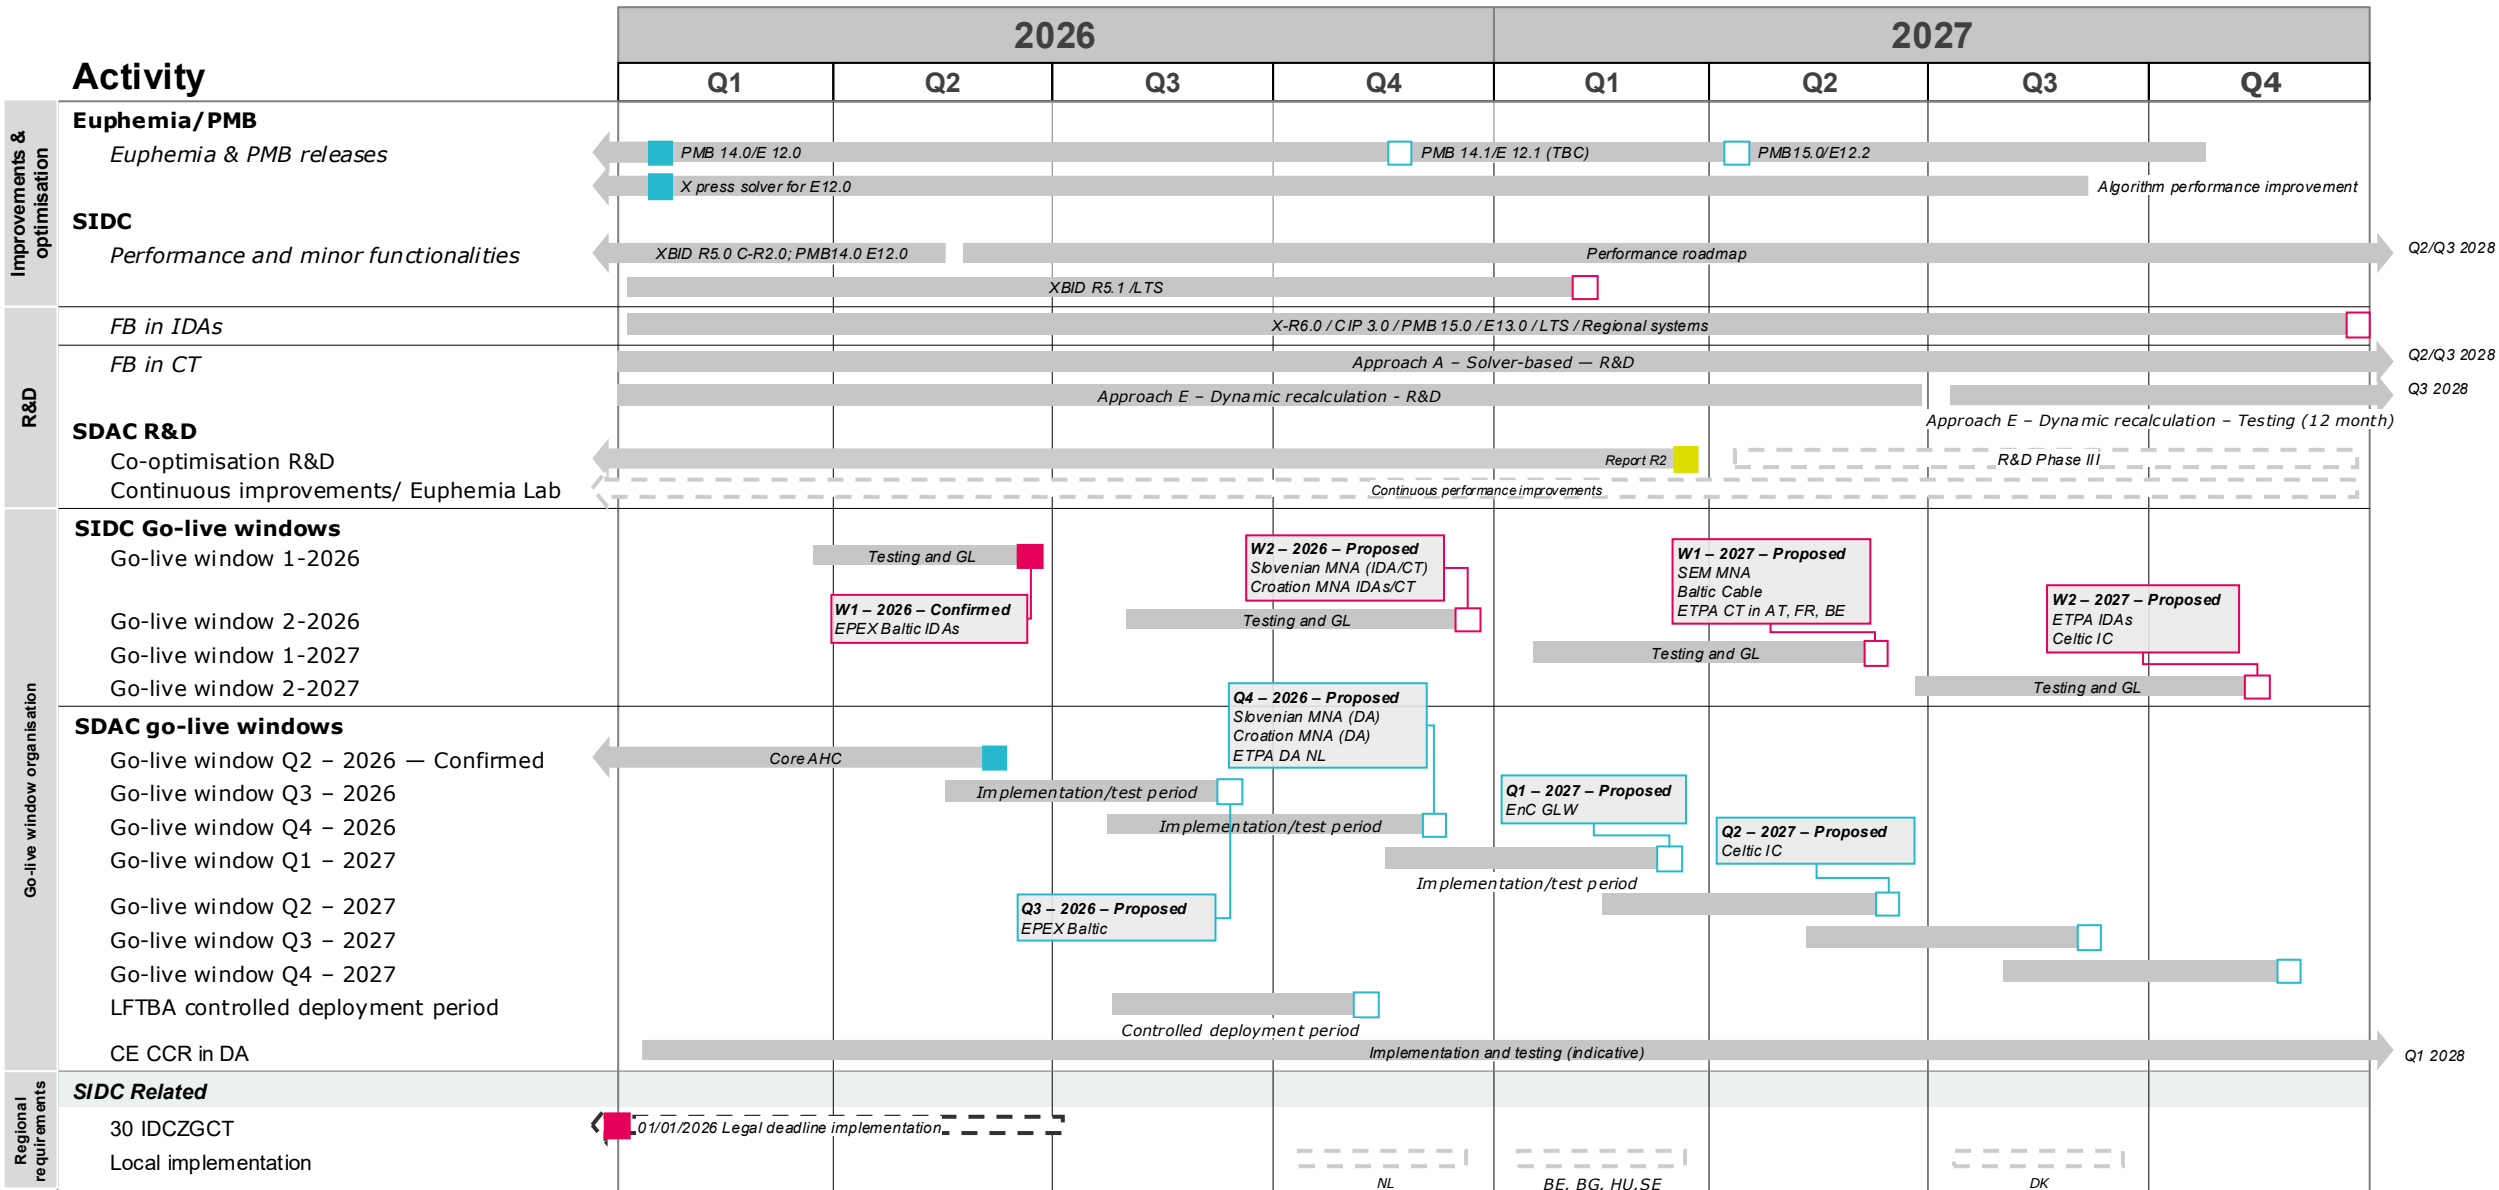 2026
2027
Activity
Q1
Q2
Q3
Q4
Q1
Q2
Q3
Q4
Improvements &
optimisation
Euphemia/PMB
Euphemia & PMB releases
PMB 14.0/E 12.0
PMB 14.1/E 12.1 (TBC)
PMB15.0/E12.2
X press solver for E12.0
Algorithm performance improvement
SIDC
Performance and minor functionalities
XBID R5.0 C-R2.0; PMB14.0 E12.0
Performance roadmap
Q2/Q3 2028
XBID R5.1 /LTS
R&D
FB in IDAs
X-R6.0 / CIP 3.0 / PMB 15.0 / E13.0 / LTS / Regional systems
FB in CT
Approach A – Solver-based — R&D
Q2/Q3 2028
Approach E – Dynamic recalculation - R&D
Q3 2028
Approach E – Dynamic recalculation – Testing (12 month)
SDAC R&D
Co-optimisation R&D
Report R2
R&D Phase III
Continuous improvements/ Euphemia Lab
Continuous performance improvements
Go-live window organisation
SIDC Go-live windows
Go-live window 1-2026
Testing and GL
W1 – 2026 – Confirmed
EPEX Baltic IDAs
W2 – 2026 – Proposed
Slovenian MNA (IDA/CT)
Croation MNA IDAs/CT
W1 – 2027 – Proposed
SEM MNA
Baltic Cable
ETPA CT in AT, FR, BE
W2 – 2027 – Proposed
ETPA IDAs
Celtic IC
Go-live window 2-2026
Testing and GL
Go-live window 1-2027
Testing and GL
Go-live window 2-2027
Testing and GL
SDAC go-live windows
Q4 – 2026 – Proposed
Slovenian MNA (DA)
Croation MNA (DA)
ETPA DA NL
Go-live window Q2 – 2026 — Confirmed
Core AHC
Go-live window Q3 – 2026
Implementation/test period
Q1 – 2027 – Proposed
EnC GLW
Go-live window Q4 – 2026
Implementation/test period
Q2 – 2027 – Proposed
Celtic IC
Go-live window Q1 – 2027
Implementation/test period
Go-live window Q2 – 2027
Q3 – 2026 – Proposed
EPEX Baltic
Go-live window Q3 – 2027
Go-live window Q4 – 2027
LFTBA controlled deployment period
Controlled deployment period
CE CCR in DA
Implementation and testing (indicative)
Q1 2028
Regional
requirements
SIDC Related
30 IDCZGCT
01/01/2026 Legal deadline implementation
Local implementation
NL
BE, BG, HU,SE
DK